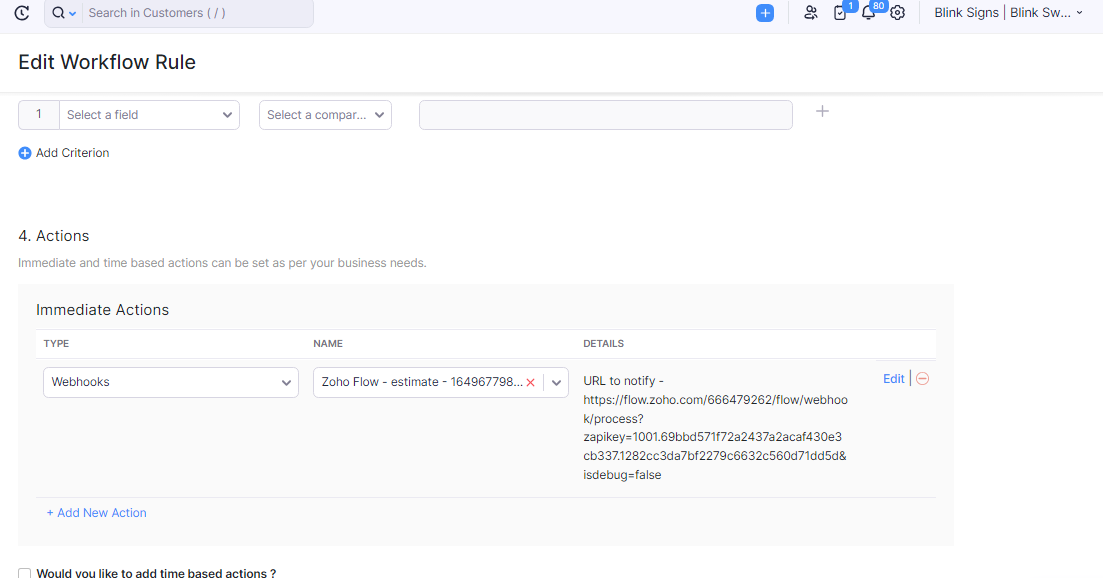 Search in Customers ( / )
1
80
Blink Signs
Blink Sw...
Edit Workflow Rule
1
Select a field
Select a compar...
Add Criterion
4. Actions
Immediate and time based actions can be set as per your business needs.
Immediate Actions
TYPE
NAME
DETAILS
Webhooks
Zoho Flow - estimate - 164967798...
URL to notify -
https://flow.zoho.com/666479262/flow/webhoo
k/process?
zapikey=1001.69bbd571f72a2437a2acaf430e3
cb337.1282cc3da7bf2279c6632c560d71dd5d&
isdebug=false
Edit
+ Add New Action
Would you like to add time based actions ?